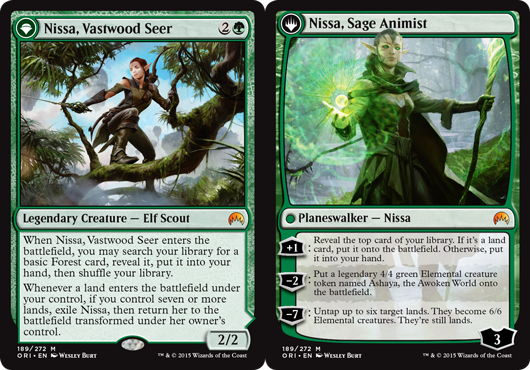 Nissa, Vastwood Seer 2
Legendary Creature — Elf Scout
When Nissa, Vastwood Seer enters the
battlefield, you may search your library for a
basic Forest card, reveal it, put it into your
hand, then shuffle your library.
Whenever a land enters the battlefield under
your control, if you control seven or more
lands, exile Nissa, then return her to the
battlefield transformed under her owner's
control.
2/2
189/272 M
ORI • EN Wesley Burt
™ & © 2015 Wizards of the Coast
Nissa, Sage Animist
Planeswalker — Nissa
+1: Reveal the top card of your library. If it's a land
card, put it onto the battlefield. Otherwise, put
it into your hand.
−2: Put a legendary 4/4 green Elemental creature
token named Ashaya, the Awoken World onto
the battlefield.
−7: Untap up to six target lands. They become 6/6
Elemental creatures. They're still lands.
3
189/272 M
ORI • EN Wesley Burt
™ & © 2015 Wizards of the Coast